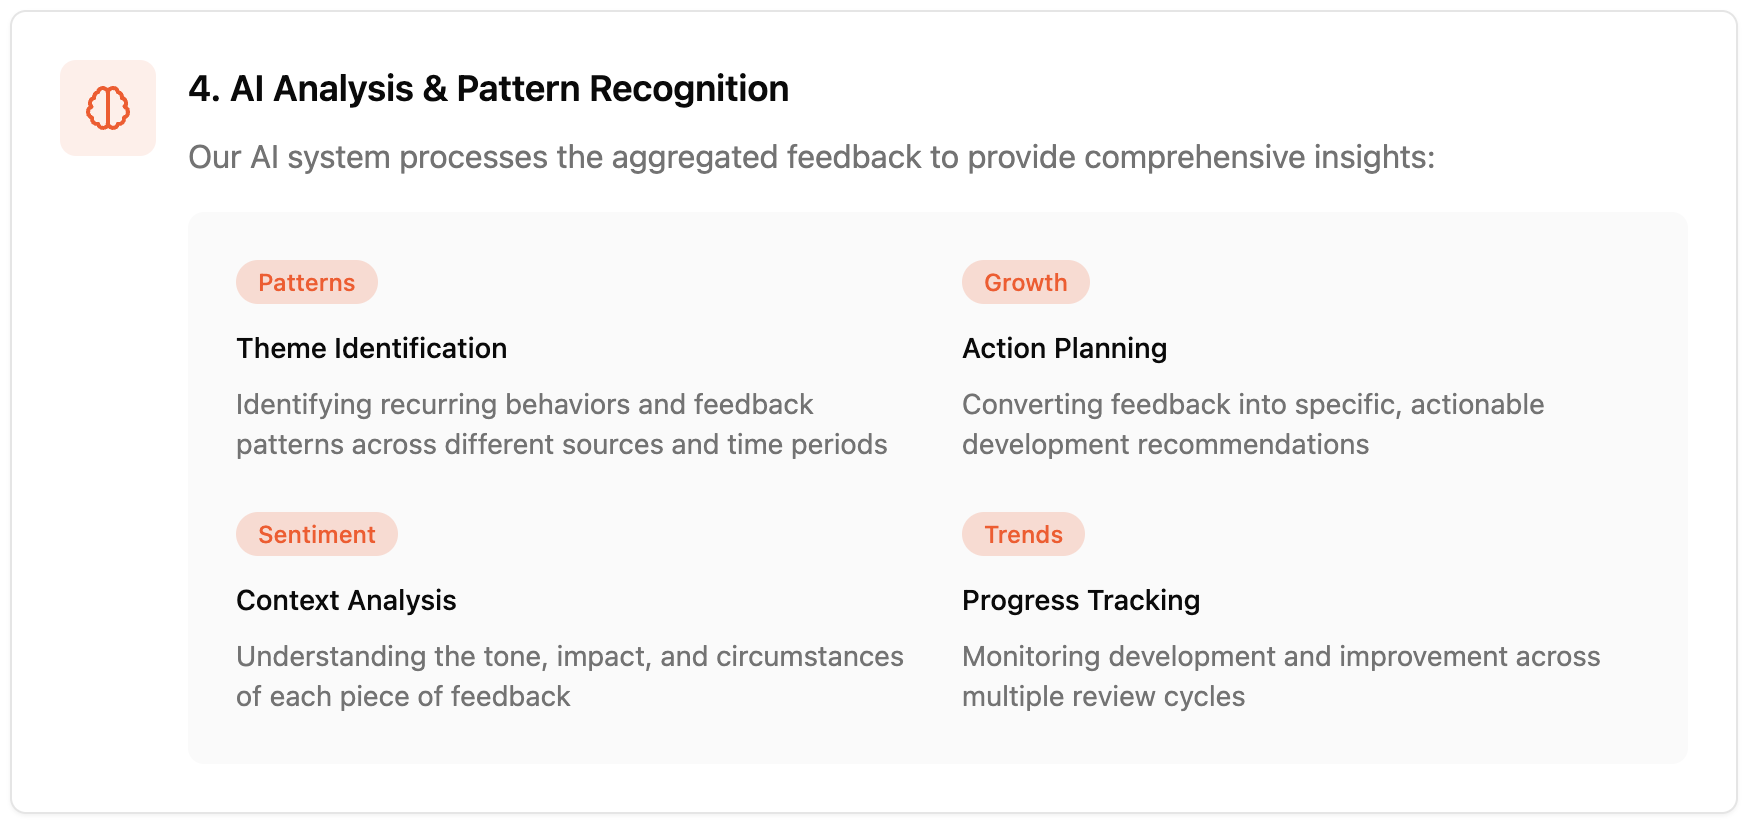 4. AI Analysis & Pattern Recognition
Our AI system processes the aggregated feedback to provide comprehensive insights:
Patterns
Theme Identification
Identifying recurring behaviors and feedback
patterns across different sources and time periods
Growth
Action Planning
Converting feedback into specific, actionable
development recommendations
Sentiment
Context Analysis
Understanding the tone, impact, and circumstances
of each piece of feedback
Trends
Progress Tracking
Monitoring development and improvement across
multiple review cycles